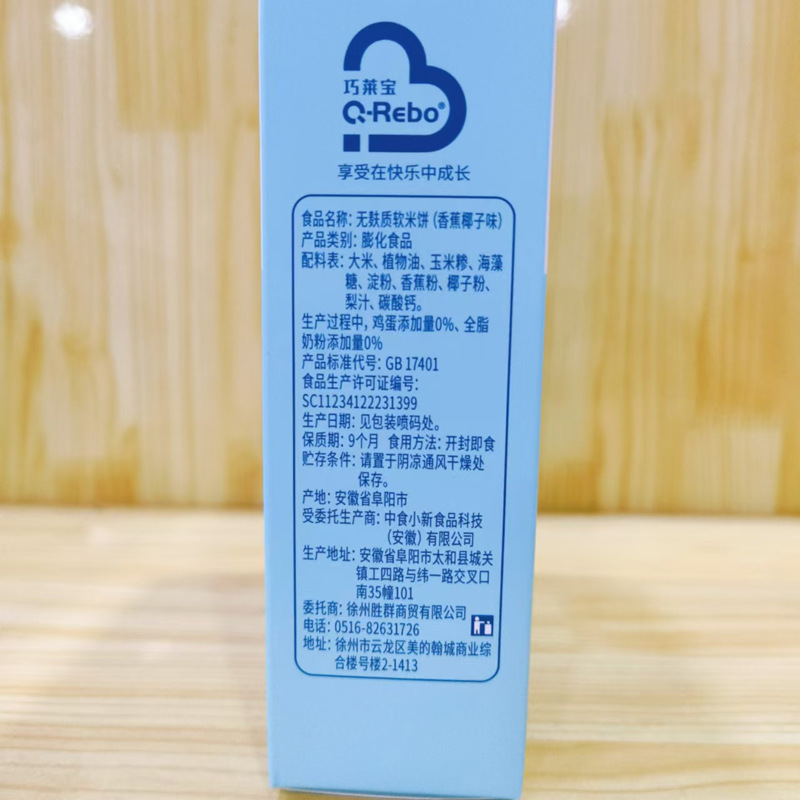 巧莱宝
Q-Rebo®
享受在快乐中成长
食品名称：无麸质软米饼（香蕉椰子味）
产品类别：膨化食品
配料表：大米、植物油、玉米糁、海藻
糖、淀粉、香蕉粉、椰子粉、
梨汁、碳酸钙。
生产过程中，鸡蛋添加量0%、全脂
奶粉添加量0%
产品标准代号：GB 17401
食品生产许可证编号：
SC11234122231399
生产日期：见包装喷码处。
保质期：9个月 食用方法：开封即食
贮存条件：请置于阴凉通风干燥处
保存。
产地：安徽省阜阳市
受委托生产商：中食小新食品科技
（安徽）有限公司
生产地址：安徽省阜阳市太和县城关
镇工四路与纬一路交叉口
南35幢101
委托商：徐州胜群商贸有限公司
电话：0516-82631726
地址：徐州市云龙区美的翰城商业综
合楼号楼2-1413